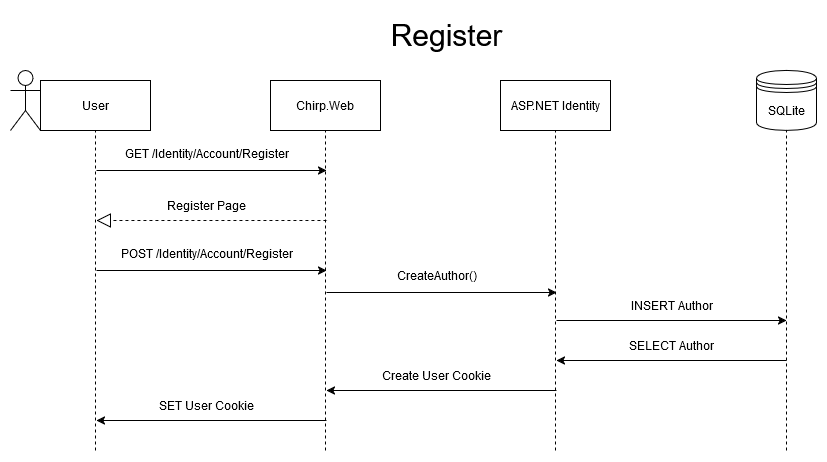 Register
User
Chirp.Web
ASP.NET Identity
SQLite
GET /Identity/Account/Register
Register Page
POST /Identity/Account/Register
CreateAuthor()
INSERT Author
SELECT Author
Create User Cookie
SET User Cookie